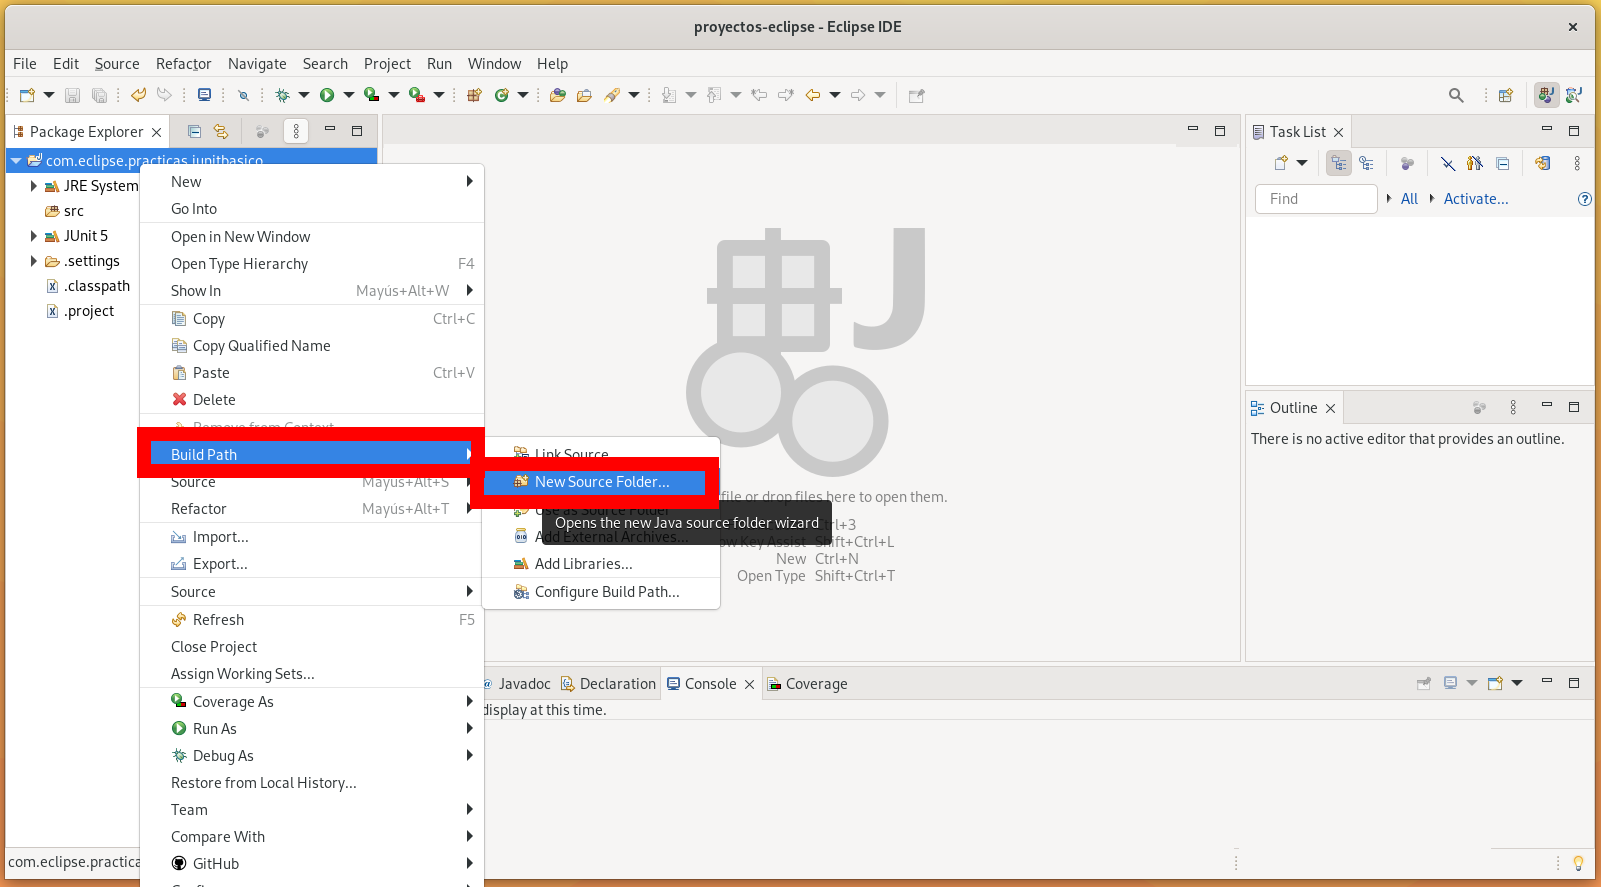 proyectos-eclipse - Eclipse IDE
File Edit Source Refactor Navigate Search Project Run Window Help
Package Explorer
com.eclipse.practicas.junitbasico
JRE System
src
JUnit 5
.settings
.classpath
.project
New
Go Into
Open in New Window
Open Type Hierarchy F4
Show In Mayús+Alt+W
Copy Ctrl+C
Copy Qualified Name
Paste Ctrl+V
Delete
Remove from Context
Build Path
Source Mayús+Alt+S
Refactor Mayús+Alt+T
Import...
Export...
Source
Refresh F5
Close Project
Assign Working Sets...
Coverage As
Run As
Debug As
Restore from Local History...
Team
Compare With
GitHub
Link Source
New Source Folder...
Use as Source Folder
Opens the new Java source folder wizard
Add External Archives...
Add Libraries...
Configure Build Path...
file or drop files here to open them.
Ctrl+3
Key Assist Shift+Ctrl+L
New Ctrl+N
Open Type Shift+Ctrl+T
Task List
Find All Activate...
Outline
There is no active editor that provides an outline.
Javadoc Declaration Console Coverage
display at this time.
com.eclipse.practica